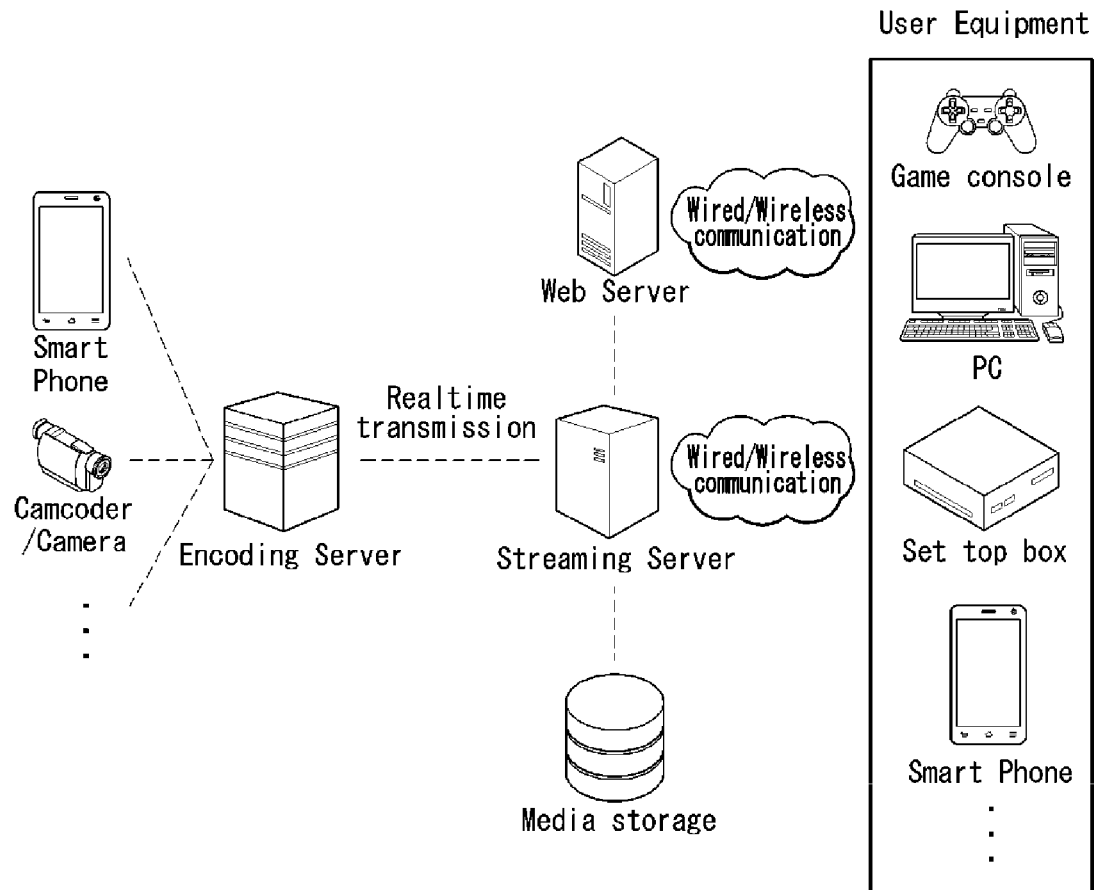 User Equipment
Game console
Wired/Wireless
communication
Web Server
Smart
Phone
PC
Realtime
transmission
Wired/Wireless
communication
Camcoder
/Camera
Encoding Server
Streaming Server
Set top box
Media storage
Smart Phone